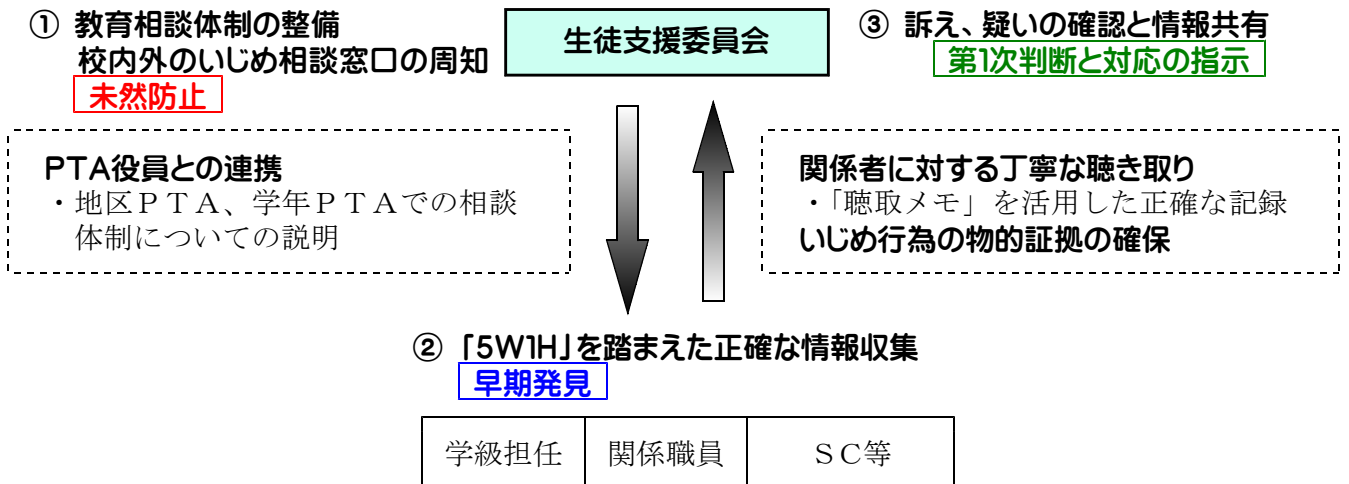 ① 教育相談体制の整備
校内外のいじめ相談窓口の周知
未然防止
生徒支援委員会
③ 訴え、疑いの確認と情報共有
第1次判断と対応の指示
PTA役員との連携
・地区ＰＴＡ、学年ＰＴＡでの相談
体制についての説明
関係者に対する丁寧な聴き取り
・「聴取メモ」を活用した正確な記録
いじめ行為の物的証拠の確保
② 「5W1H」を踏まえた正確な情報収集
早期発見
学級担任 関係職員 ＳＣ等